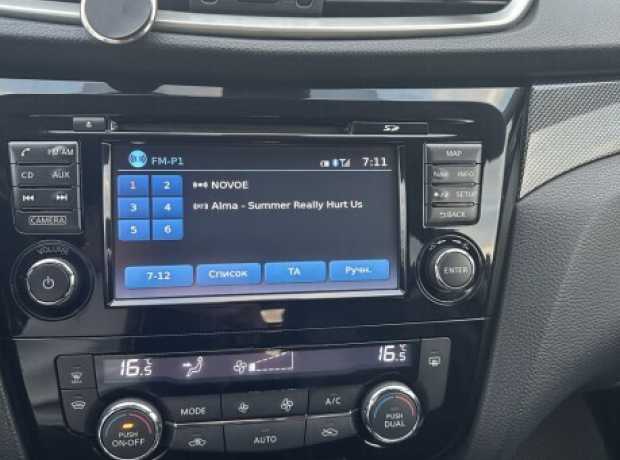 SD
FM-P1 7:11
FM·AM
CD AUX
CAMERA
VOLUME
1 2 NOVOE
3 4 Alma - Summer Really Hurt Us
5 6
7-12 Список TA Ручн.
MAP
NAVI INFO
SETUP
BACK
ENTER
16.5°C 16.5°C
MODE A/C
AUTO
PUSH
ON-OFF
PUSH
DUAL